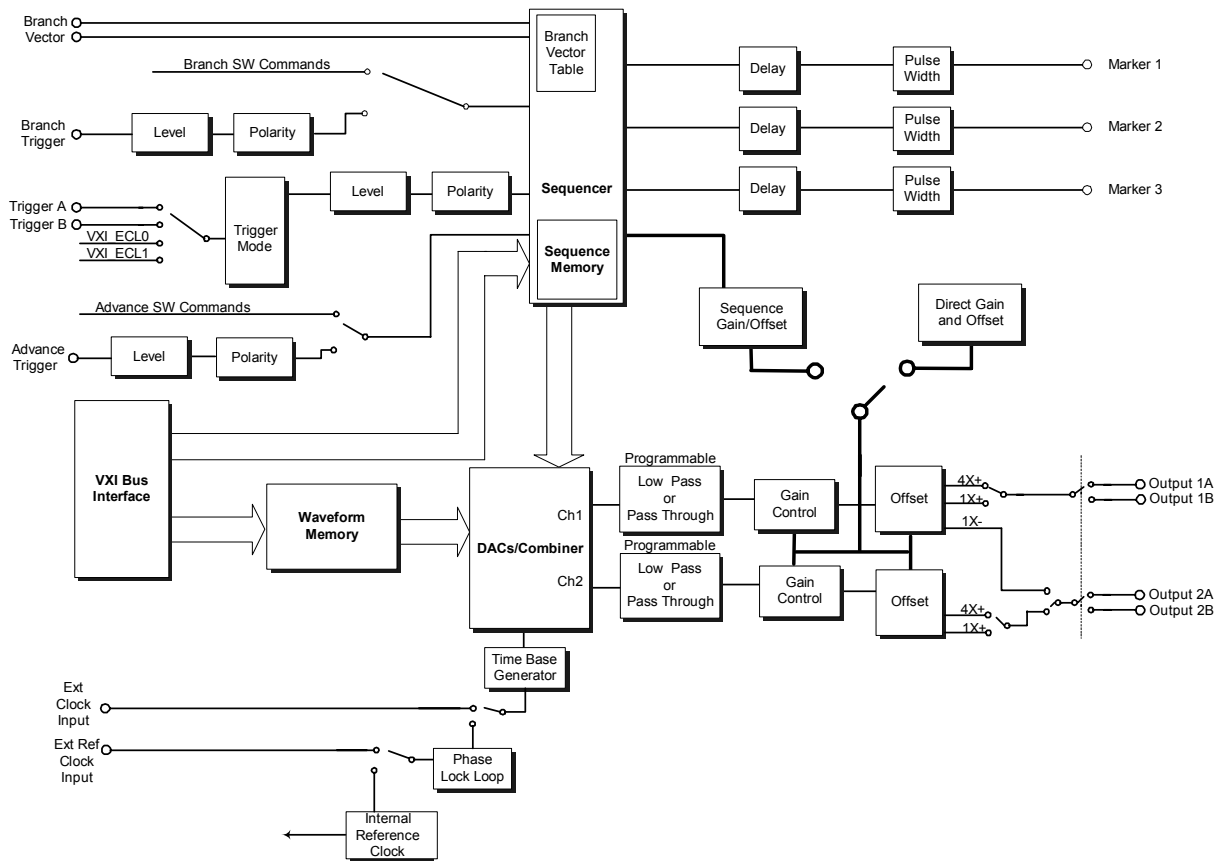 Branch
Vector
Branch
Vector
Table
Branch SW Commands
Branch
Trigger
Level
Polarity
Delay
Pulse
Width
Marker 1
Delay
Pulse
Width
Marker 2
Delay
Pulse
Width
Marker 3
Level
Polarity
Sequencer
Trigger A
Trigger B
VXI_ECL0
VXI_ECL1
Trigger
Mode
Sequence
Memory
Advance SW Commands
Advance
Trigger
Level
Polarity
Sequence
Gain/Offset
Direct Gain
and Offset
VXI Bus
Interface
Waveform
Memory
Ch1
DACs/Combiner
Ch2
Programmable
Low Pass
or
Pass Through
Gain
Control
Offset
4X+
1X+
1X-
Output 1A
Output 1B
Programmable
Low Pass
or
Pass Through
Gain
Control
Offset
4X+
1X+
Output 2A
Output 2B
Time Base
Generator
Ext
Clock
Input
Ext Ref
Clock
Input
Phase
Lock Loop
Internal
Reference
Clock